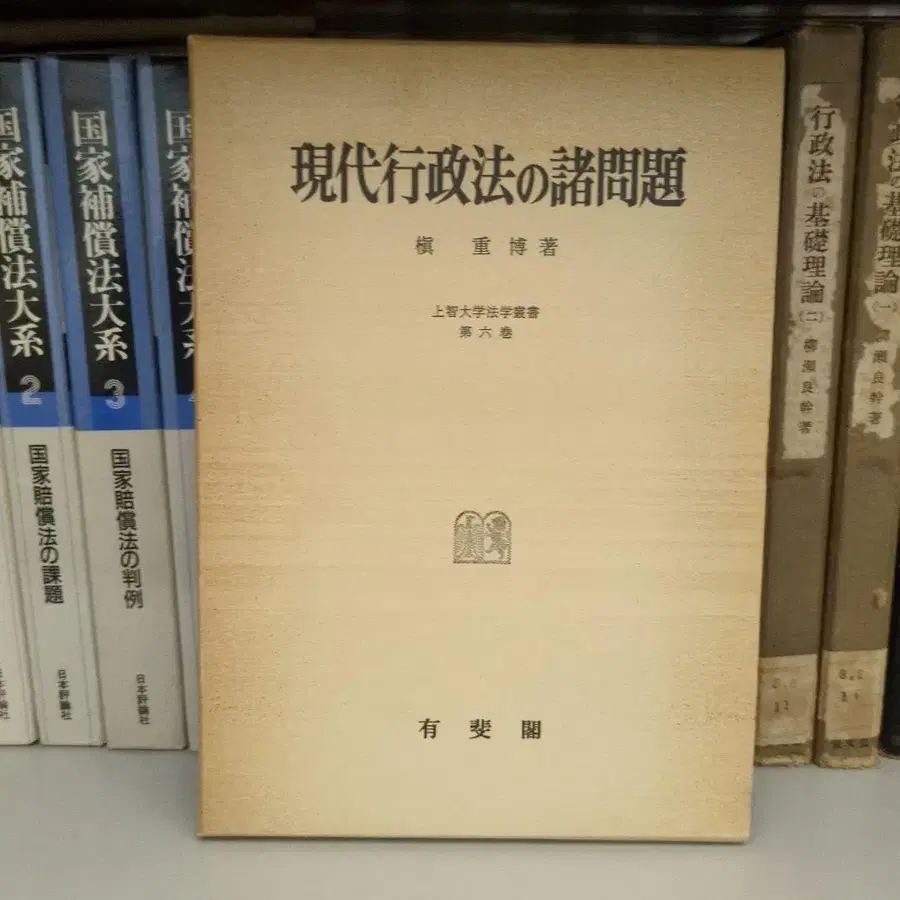 国家補償法大系
2
国家賠償法の課題
日本評論社
国家補償法大系
3
国家賠償法の判例
日本評論社
現代行政法の諸問題
槇 重博著
上智大学法学叢書
第六巻
有斐閣
行政法の基礎理論
(二)
柳瀬良幹著
法の基礎理論
(一)
瀬良幹著
11